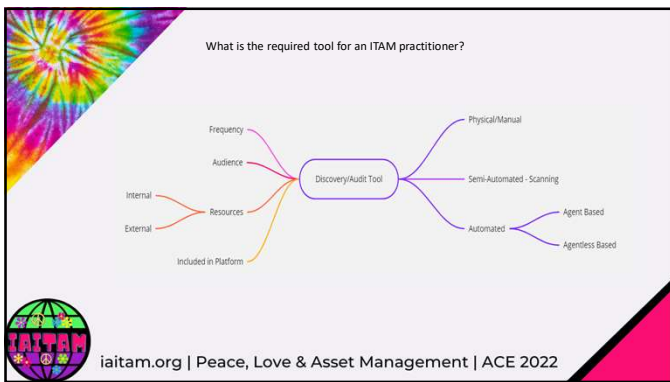 What is the required tool for an ITAM practitioner?
Frequency
Audience
Internal
External
Resources
Included in Platform
Discovery/Audit Tool
Physical/Manual
Semi-Automated - Scanning
Automated
Agent Based
Agentless Based
IAITAM
iaitam.org | Peace, Love & Asset Management | ACE 2022